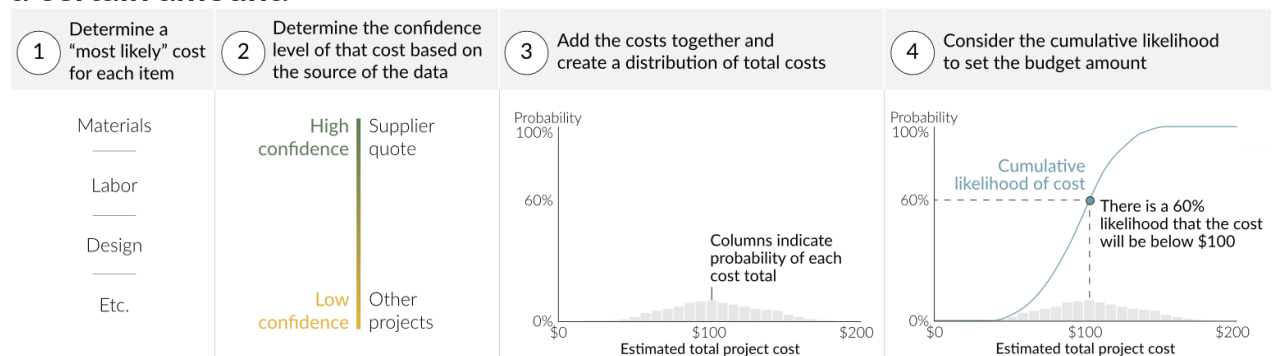 a certain amount
1
Determine a
“most likely” cost
for each item
2
Determine the confidence
level of that cost based on
the source of the data
3
Add the costs together and
create a distribution of total costs
4
Consider the cumulative likelihood
to set the budget amount
Materials
Labor
Design
Etc.
High
confidence
Supplier
quote
Low
confidence
Other
projects
Probability
100%
60%
0%
Columns indicate
probability of each
cost total
$0
$100
$200
Estimated total project cost
Probability
100%
60%
0%
Cumulative
likelihood of cost
There is a 60%
likelihood that the cost
will be below $100
$0
$100
$200
Estimated total project cost